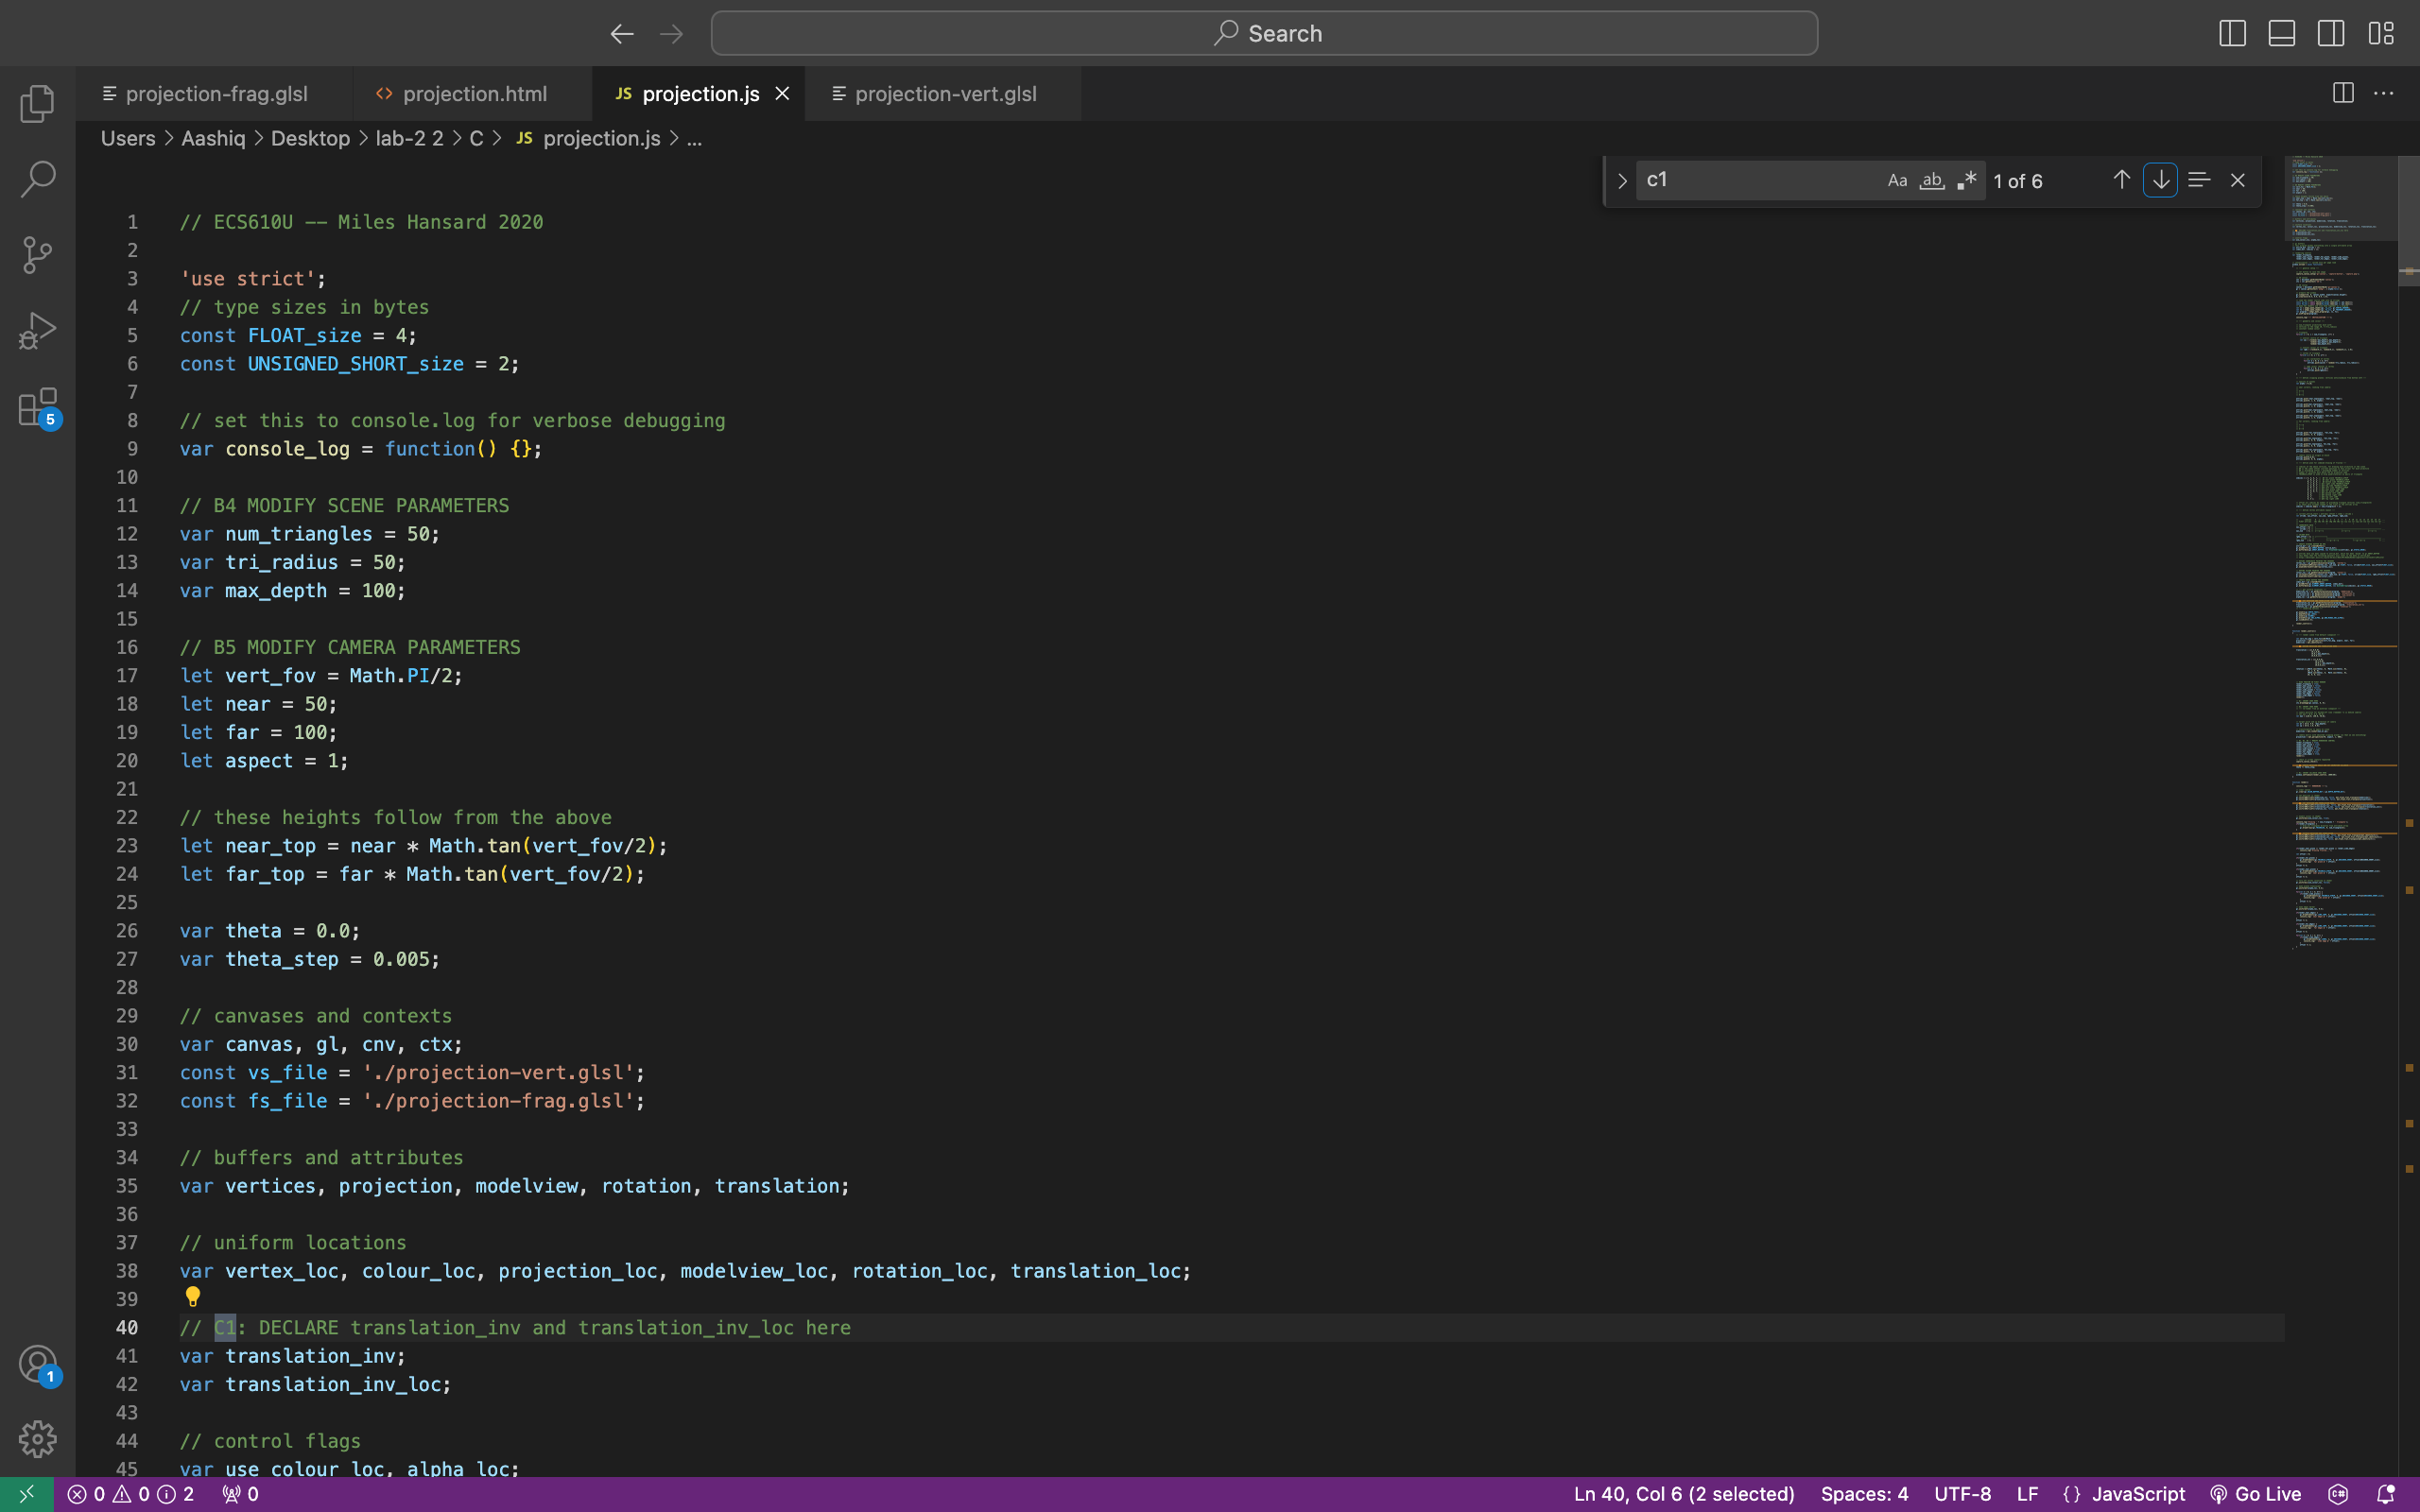 Search
projection-frag.glsl
projection.html
JS projection.js
projection-vert.glsl
Users > Aashiq > Desktop > lab-2 2 > C > JS projection.js > ...
c1 Aa ab 1 of 6
1 // ECS610U -- Miles Hansard 2020
2
3 'use strict';
4 // type sizes in bytes
5 const FLOAT_size = 4;
6 const UNSIGNED_SHORT_size = 2;
7
8 // set this to console.log for verbose debugging
9 var console_log = function() {};
10
11 // B4 MODIFY SCENE PARAMETERS
12 var num_triangles = 50;
13 var tri_radius = 50;
14 var max_depth = 100;
15
16 // B5 MODIFY CAMERA PARAMETERS
17 let vert_fov = Math.PI/2;
18 let near = 50;
19 let far = 100;
20 let aspect = 1;
21
22 // these heights follow from the above
23 let near_top = near * Math.tan(vert_fov/2);
24 let far_top = far * Math.tan(vert_fov/2);
25
26 var theta = 0.0;
27 var theta_step = 0.005;
28
29 // canvases and contexts
30 var canvas, gl, cnv, ctx;
31 const vs_file = './projection-vert.glsl';
32 const fs_file = './projection-frag.glsl';
33
34 // buffers and attributes
35 var vertices, projection, modelview, rotation, translation;
36
37 // uniform locations
38 var vertex_loc, colour_loc, projection_loc, modelview_loc, rotation_loc, translation_loc;
39
40 // C1: DECLARE translation_inv and translation_inv_loc here
41 var translation_inv;
42 var translation_inv_loc;
43
44 // control flags
45 var use_colour_loc, alpha_loc;
5
1
0 0 2 0
Ln 40, Col 6 (2 selected) Spaces: 4 UTF-8 LF {} JavaScript Go Live